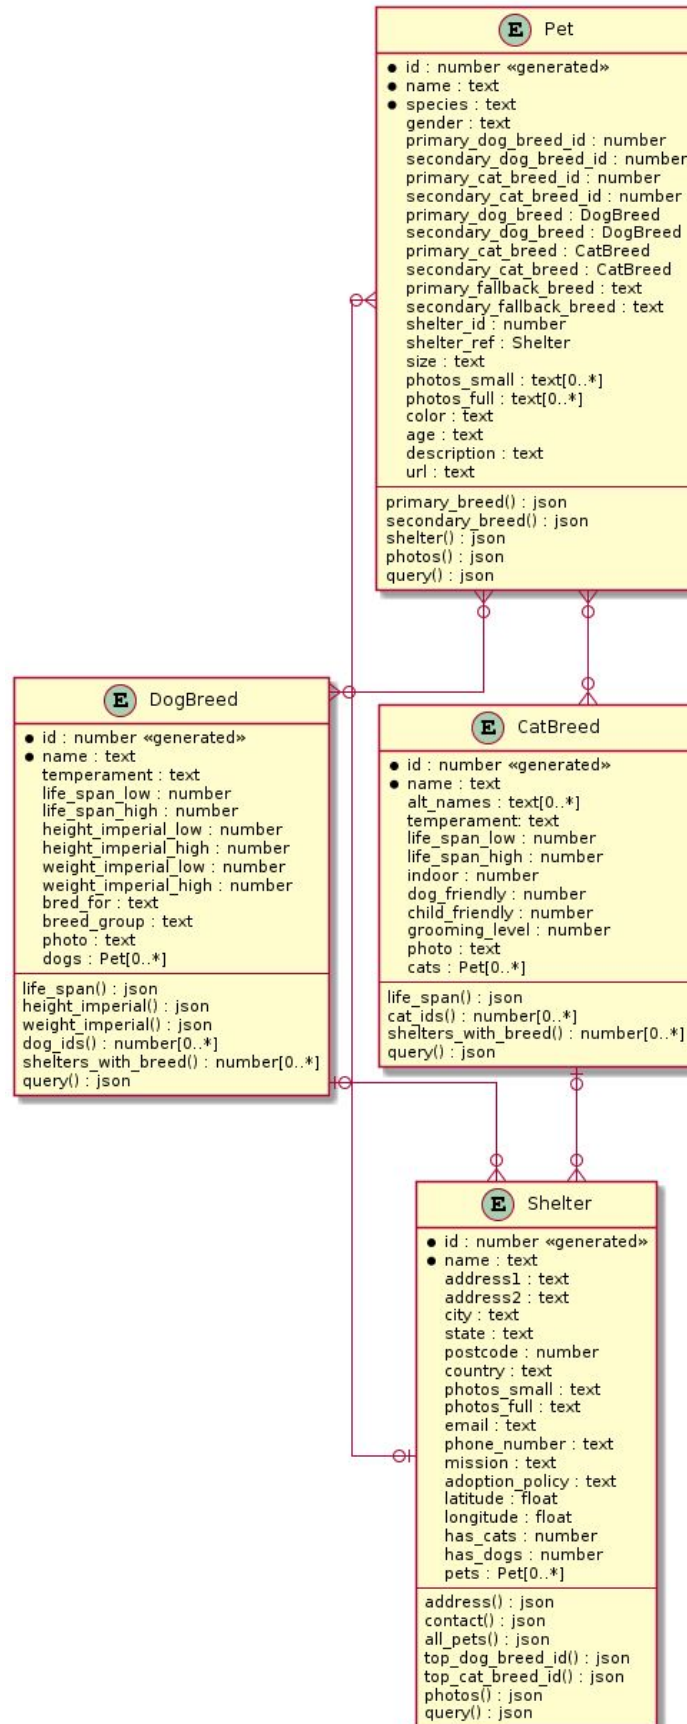 E Pet
id : number «generated»
name : text
species : text
gender : text
primary_dog_breed_id : number
secondary_dog_breed_id : number
primary_cat_breed_id : number
secondary_cat_breed_id : number
primary_dog_breed : DogBreed
secondary_dog_breed : DogBreed
primary_cat_breed : CatBreed
secondary_cat_breed : CatBreed
primary_fallback_breed : text
secondary_fallback_breed : text
shelter_id : number
shelter_ref : Shelter
size : text
photos_small : text[0..*]
photos_full : text[0..*]
color : text
age : text
description : text
url : text
primary_breed() : json
secondary_breed() : json
shelter() : json
photos() : json
query() : json
E DogBreed
id : number «generated»
name : text
temperament : text
life_span_low : number
life_span_high : number
height_imperial_low : number
height_imperial_high : number
weight_imperial_low : number
weight_imperial_high : number
bred_for : text
breed_group : text
photo : text
dogs : Pet[0..*]
life_span() : json
height_imperial() : json
weight_imperial() : json
dog_ids() : number[0..*]
shelters_with_breed() : number[0..*]
query() : json
E CatBreed
id : number «generated»
name : text
alt_names : text[0..*]
temperament: text
life_span_low : number
life_span_high : number
indoor : number
dog_friendly : number
child_friendly : number
grooming_level : number
photo : text
cats : Pet[0..*]
life_span() : json
cat_ids() : number[0..*]
shelters_with_breed() : number[0..*]
query() : json
E Shelter
id : number «generated»
name : text
address1 : text
address2 : text
city : text
state : text
postcode : number
country : text
photos_small : text
photos_full : text
email : text
phone_number : text
mission : text
adoption_policy : text
latitude : float
longitude : float
has_cats : number
has_dogs : number
pets : Pet[0..*]
address() : json
contact() : json
all_pets() : json
top_dog_breed_id() : json
top_cat_breed_id() : json
photos() : json
query() : json